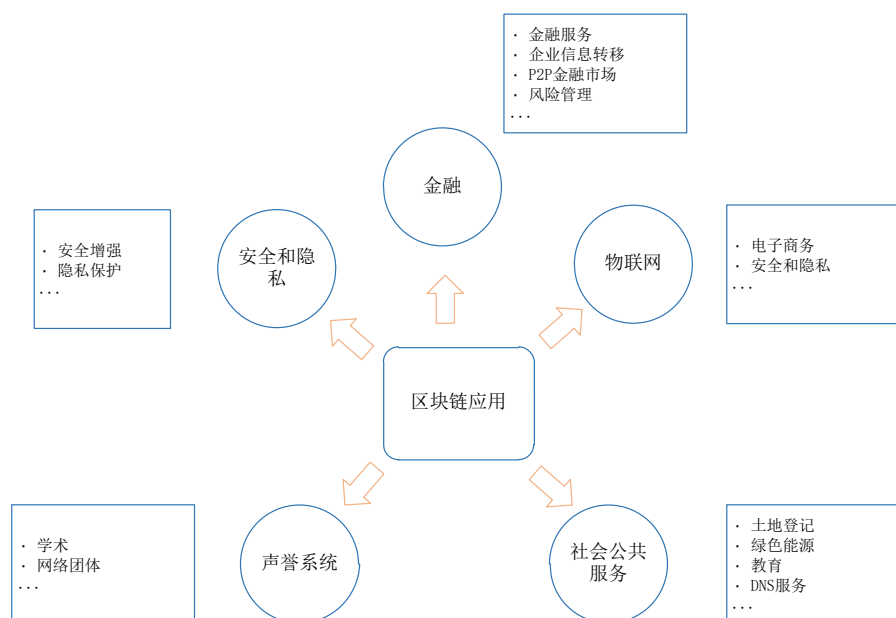 · 金融服务
· 企业信息转移
· P2P金融市场
· 风险管理
...
金融
· 安全增强
· 隐私保护
...
安全和隐
私
物联网
· 电子商务
· 安全和隐私
...
区块链应用
· 学术
· 网络团体
...
声誉系统
社会公共
服务
· 土地登记
· 绿色能源
· 教育
· DNS服务
...